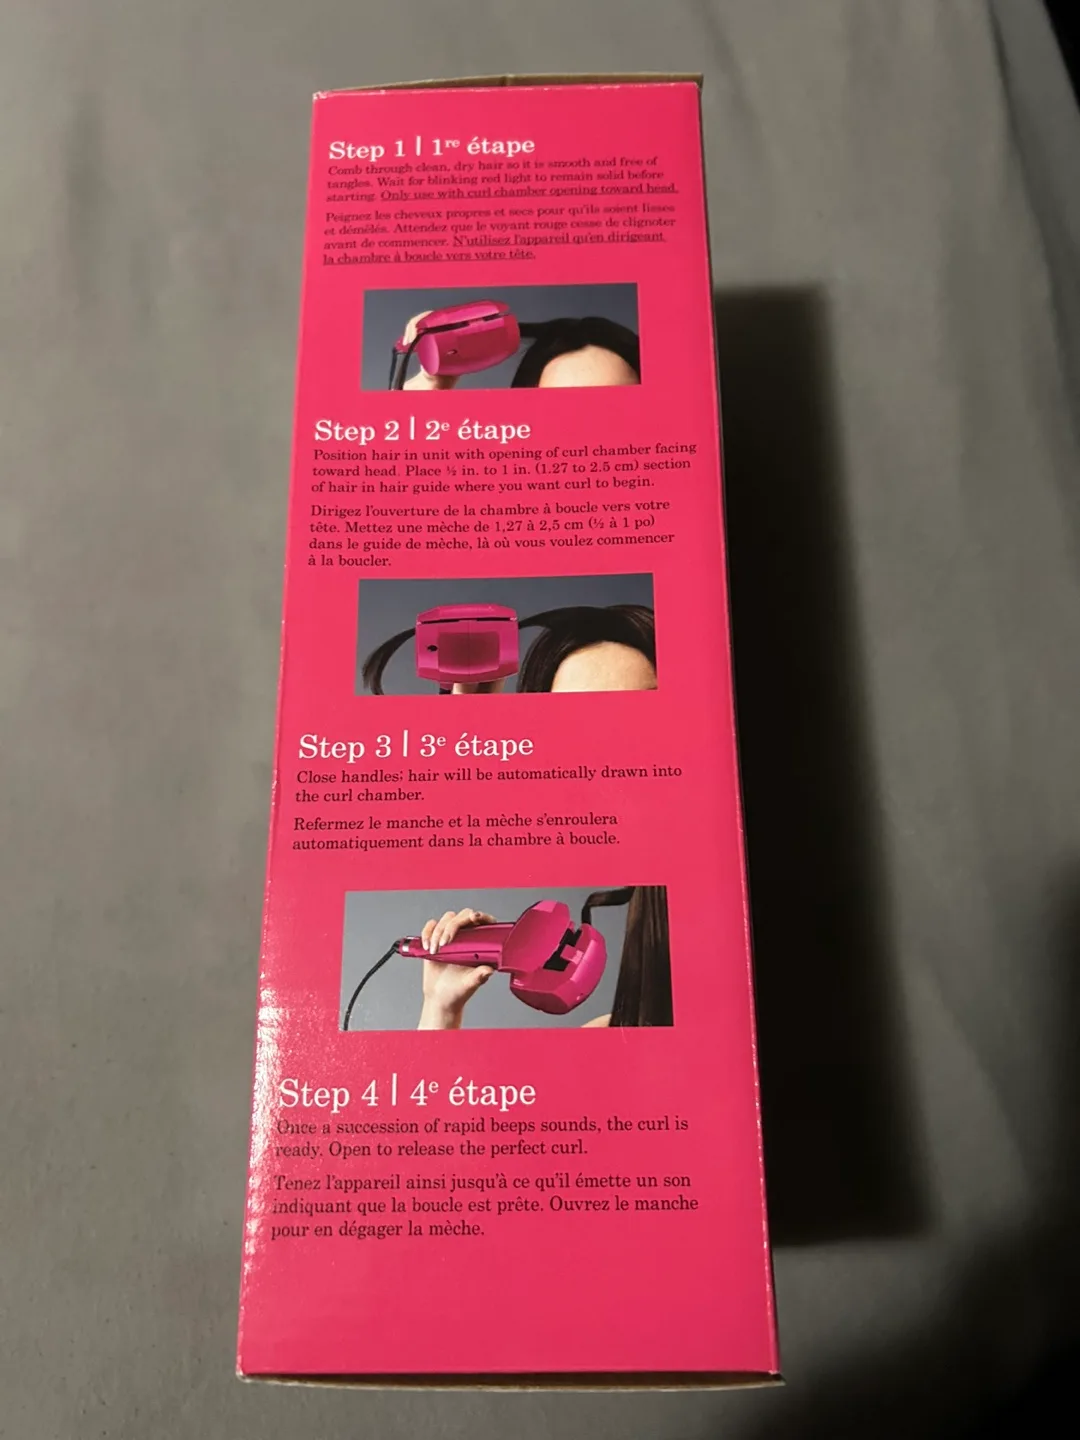 Step 1 | 1re étape
Comb through clean, dry hair so it is smooth and free of
tangles. Wait for blinking red light to remain solid before
starting. Only use with curl chamber opening toward head.
Peignez les cheveux propres et secs pour qu'ils soient lisses
et démêlés. Attendez que le voyant rouge cesse de clignoter
avant de commencer. N'utilisez l'appareil qu'en dirigeant
la chambre à boucle vers votre tête.
Step 2 | 2e étape
Position hair in unit with opening of curl chamber facing
toward head. Place ½ in. to 1 in. (1.27 to 2.5 cm) section
of hair in hair guide where you want curl to begin.
Dirigez l'ouverture de la chambre à boucle vers votre
tête. Mettez une mèche de 1,27 à 2,5 cm (½ à 1 po)
dans le guide de mèche, là où vous voulez commencer
à la boucler.
Step 3 | 3e étape
Close handles; hair will be automatically drawn into
the curl chamber.
Refermez le manche et la mèche s'enroulera
automatiquement dans la chambre à boucle.
Step 4 | 4e étape
Once a succession of rapid beeps sounds, the curl is
ready. Open to release the perfect curl.
Tenez l'appareil ainsi jusqu'à ce qu'il émette un son
indiquant que la boucle est prête. Ouvrez le manche
pour en dégager la mèche.